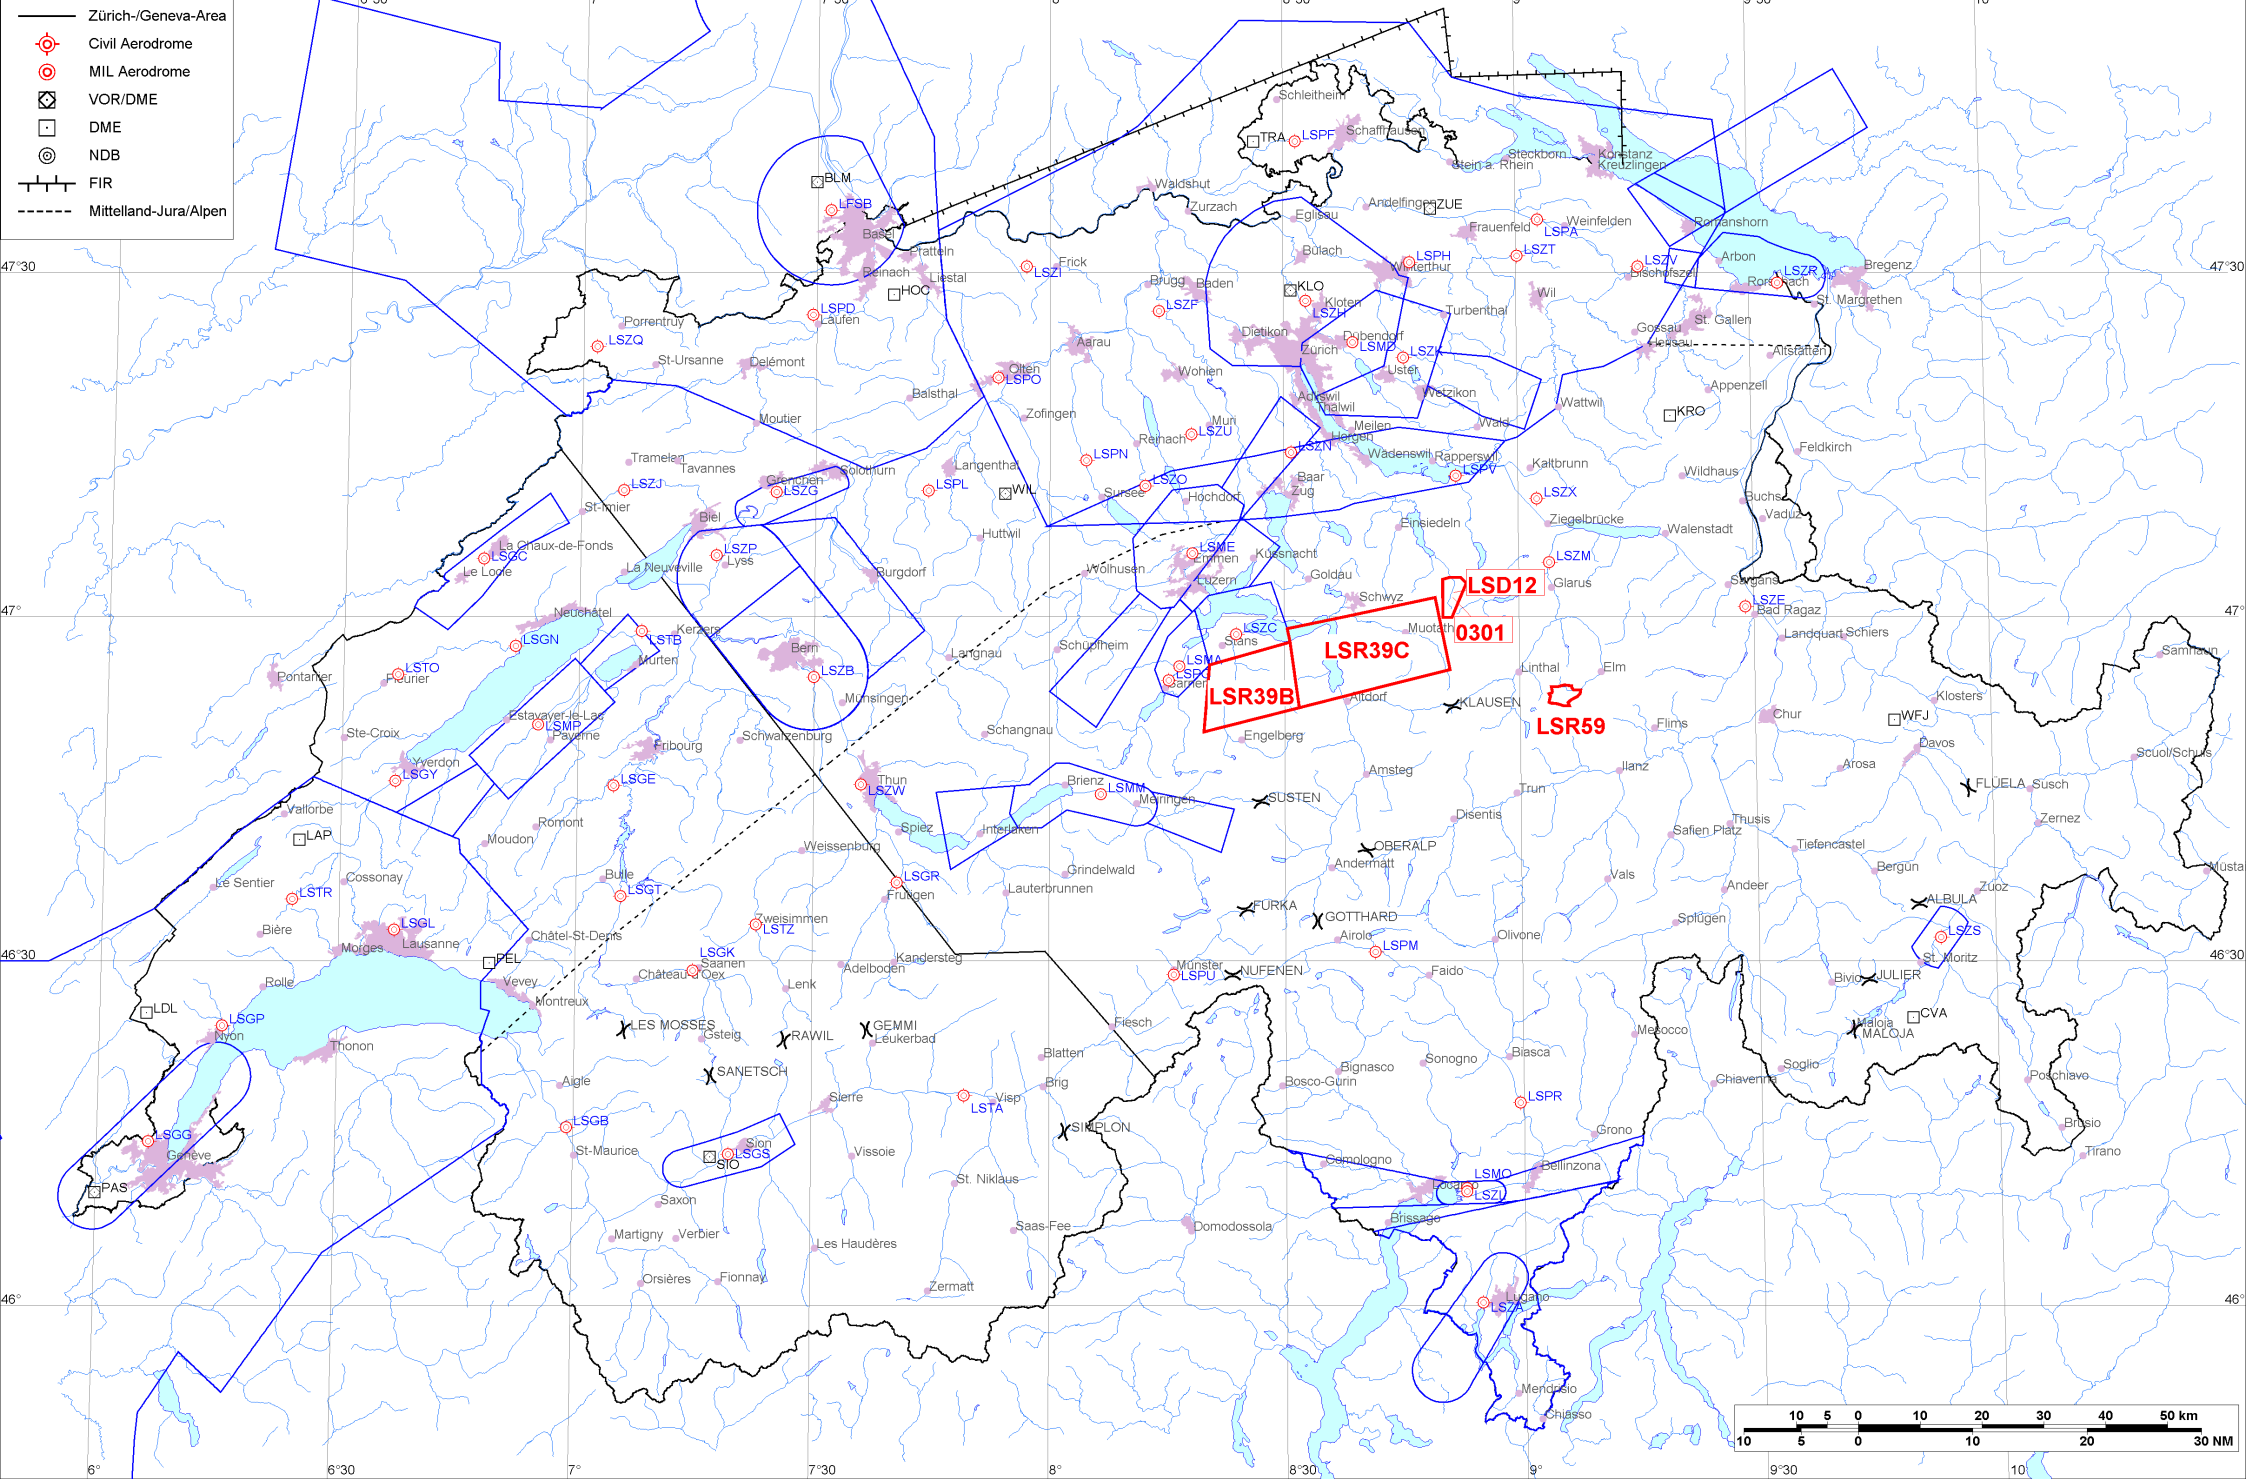 Zürich-/Geneva-Area
Civil Aerodrome
MIL Aerodrome
VOR/DME
DME
NDB
FIR
Mittelland-Jura/Alpen
Schleitheim
TRA
LSPF
Schaffhausen
Stein a. Rhein
Steckborn
Konstanz
Kreuzlingen
BLM
LFSB
Basel
Waldshut
Zurzach
Eglisau
Andelfingen
ZUE
Frauenfeld
Weinfelden
LSPA
Romanshorn
Pratteln
Reinach
Liestal
HOC
Frick
LSZI
Bülach
LSPH
Winterthur
LSZT
LSZV
Bischofszell
Arbon
LSZR
Bregenz
Rorschach
St. Margrethen
47°30
47°30
LSPD
Laufen
Brugg
Baden
LSZF
KLO
Kloten
LSZH
Turbenthal
Wil
Gossau
St. Gallen
Herisau
Altstätten
Porrentruy
LSZQ
St-Ursanne
Delémont
Aarau
Dietikon
Zürich
Dübendorf
LSMD
LSZK
Uster
Wetzikon
Olten
LSPO
Wohlen
Balsthal
Zofingen
Adliswil
Thalwil
Appenzell
Wattwil
KRO
Moutier
Muri
LSZU
Reinach
Meilen
Horgen
Wald
Feldkirch
Tramelan
Tavannes
Solothurn
Grenchen
LSZG
Langenthal
LSPN
LSZN
Wädenswil
Rapperswil
LSPV
Kaltbrunn
Wildhaus
LSZJ
LSPL
WIL
Sursee
LSZO
Hochdorf
Baar
Zug
LSZX
Buchs
Vaduz
St-Imier
Biel
Huttwil
Einsiedeln
Ziegelbrücke
Walenstadt
La Chaux-de-Fonds
LSGC
Le Locle
LSZP
Lyss
La Neuveville
Burgdorf
Wolhusen
LSME
Emmen
Küssnacht
Luzern
Goldau
LSZM
Glarus
LSD12
0301
Sargans
LSZE
Bad Ragaz
47°
47°
Neuchâtel
LSGN
LSTB
Kerzers
Murten
Bern
LSZB
Langnau
Schüpfheim
Schwyz
LSZC
Stans
Muotath
LSR39C
LSMA
LSR39B
Landquart
Schiers
Samnaun
Pontarlier
LSTO
Fleurier
Münsingen
Altdorf
KLAUSEN
Linthal
Elm
LSR59
Klosters
Ste-Croix
Estavayer-le-Lac
LSMP
Payerne
Fribourg
Schwarzenburg
Schangnau
Engelberg
Flims
Chur
WFJ
Davos
Scuol/Schuls
Yverdon
LSGY
LSGE
Thun
LSZW
Brienz
LSMM
Meiringen
Amsteg
SUSTEN
Trun
Ilanz
Arosa
FLÜELA
Susch
Vallorbe
LAP
Romont
Moudon
Spiez
Interlaken
Disentis
Safien Platz
Thusis
Tiefencastel
Zernez
Weissenburg
OBERALP
Andermatt
Bergün
Müsta
Le Sentier
Cossonay
LSTR
Bulle
LSGT
LSGR
Frutigen
Grindelwald
Lauterbrunnen
Vals
Andeer
Zuoz
ALBULA
Bière
LSGL
Lausanne
Morges
Châtel-St-Denis
Zweisimmen
LSTZ
FURKA
GOTTHARD
Airolo
LSPM
Olivone
Splügen
LSZS
St. Moritz
46°30
46°30
LSGK
Saanen
Château-d'Oex
Adelboden
Kandersteg
Münster
LSPU
NUFENEN
Faido
Bivio
JULIER
Rolle
Vevey
Montreux
Lenk
LDL
LSGP
Nyon
Thonon
LES MOSSES
Gsteig
RAWIL
GEMMI
Leukerbad
Fiesch
Mesocco
CVA
Maloja
MALOJA
Blatten
Brig
Sonogno
Biasca
Bignasco
Bosco-Gurin
Soglio
Chiavenna
Poschiavo
Aigle
SANETSCH
Sierre
LSTA
Visp
LSPR
LSGB
SIMPLON
Grono
Brusio
LSGG
Genève
St-Maurice
Sion
LSGS
SIO
Vissoie
Comologno
Bellinzona
Tirano
PAS
Saxon
St. Niklaus
LSMO
LSZL
Martigny
Verbier
Les Haudères
Saas-Fee
Domodossola
Brissago
Orsières
Fionnay
Zermatt
46°
46°
Lugano
LSZA
Mendrisio
Chiasso
10 5 0 10 20 30 40 50 km
10 5 0 10 20 30 NM
6° 6°30 7° 7°30 8° 8°30 9° 9°30 10°